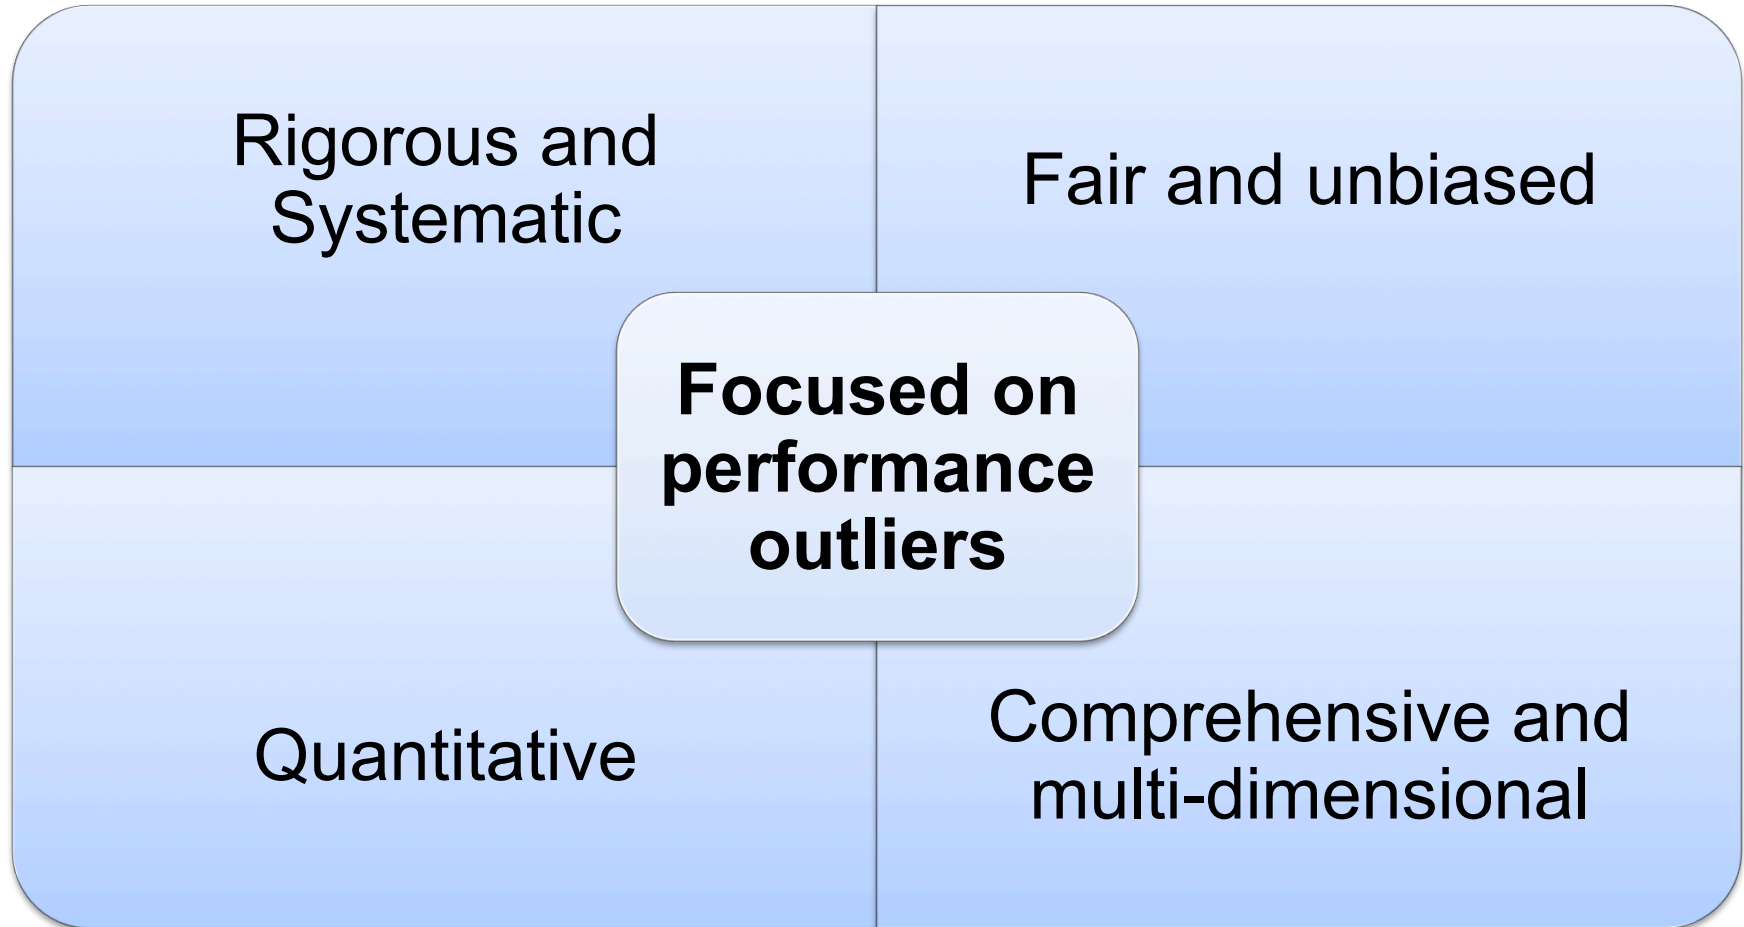 Rigorous and
Systematic
Fair and unbiased
Focused on
performance
outliers
Quantitative
Comprehensive and
multi-dimensional